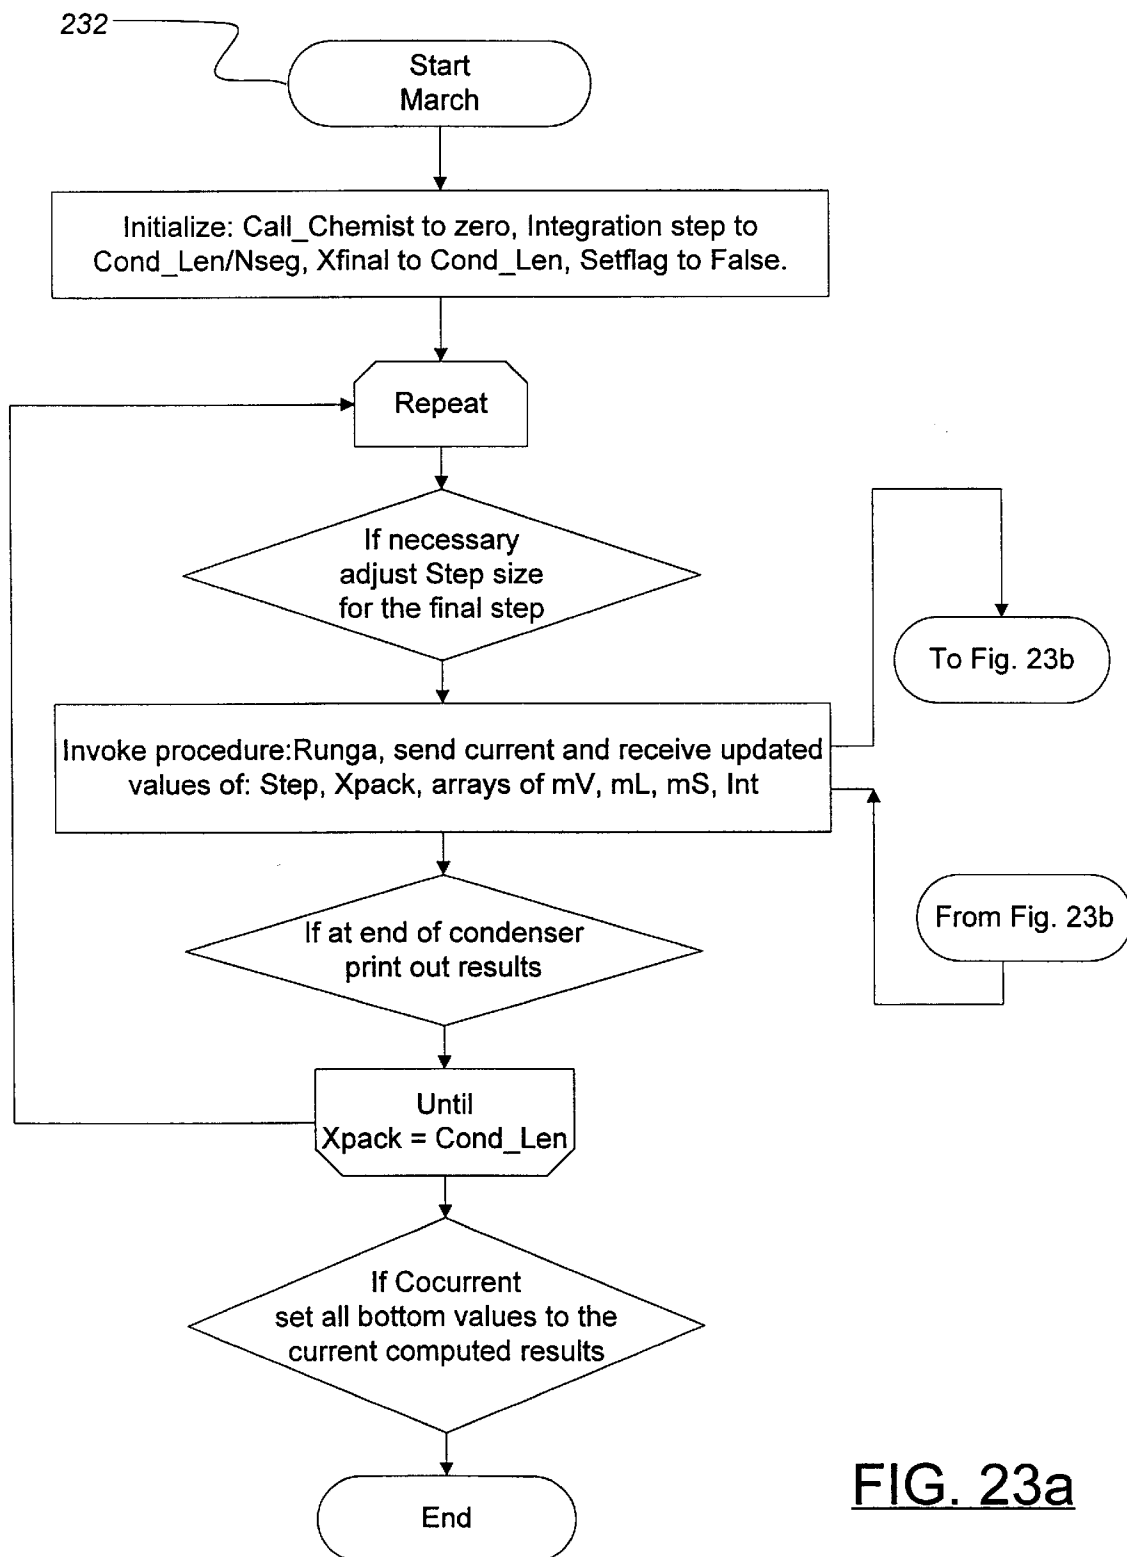 232
Start
March
Initialize: Call_Chemist to zero, Integration step to
Cond_Len/Nseg, Xfinal to Cond_Len, Setflag to False.
Repeat
If necessary
adjust Step size
for the final step
To Fig. 23b
Invoke procedure:Runga, send current and receive updated
values of: Step, Xpack, arrays of mV, mL, mS, Int
From Fig. 23b
If at end of condenser
print out results
Until
Xpack = Cond_Len
If Cocurrent
set all bottom values to the
current computed results
End
FIG. 23a